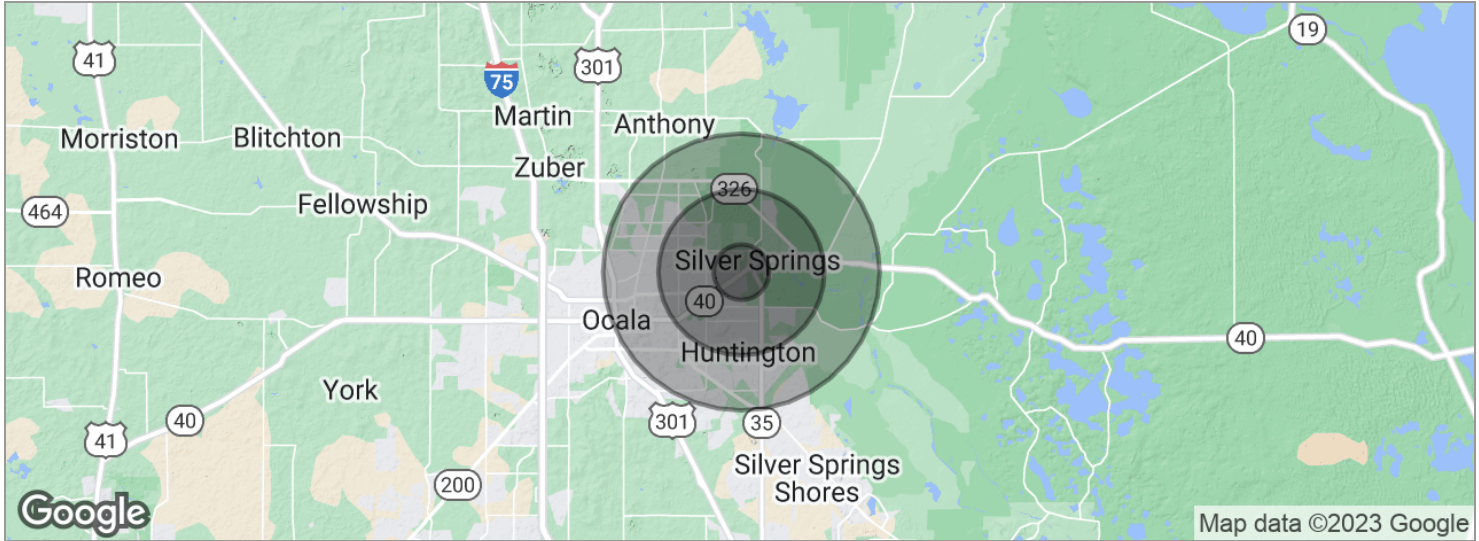 19
41
301
75
Martin
Anthony
Morriston
Blitchton
Zuber
326
464
Fellowship
Silver Springs
Romeo
40
Ocala
40
Huntington
York
40
301
35
41
Silver Springs
Shores
200
Google
Map data ©2023 Google